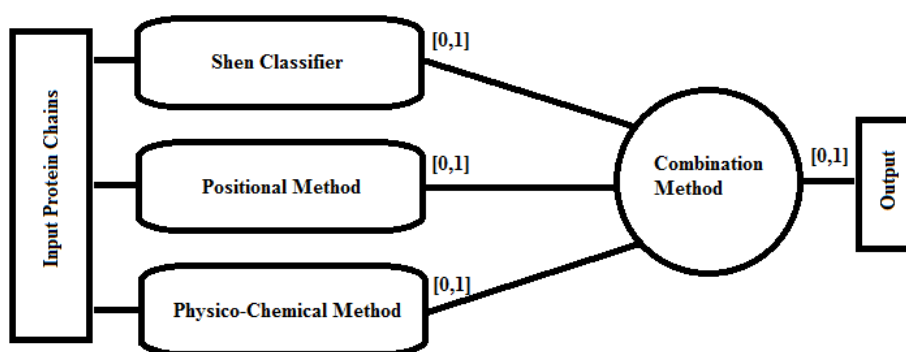 Input Protein Chains
Shen Classifier
[0,1]
Positional Method
[0,1]
Physico-Chemical Method
[0,1]
Combination
Method
[0,1]
Output